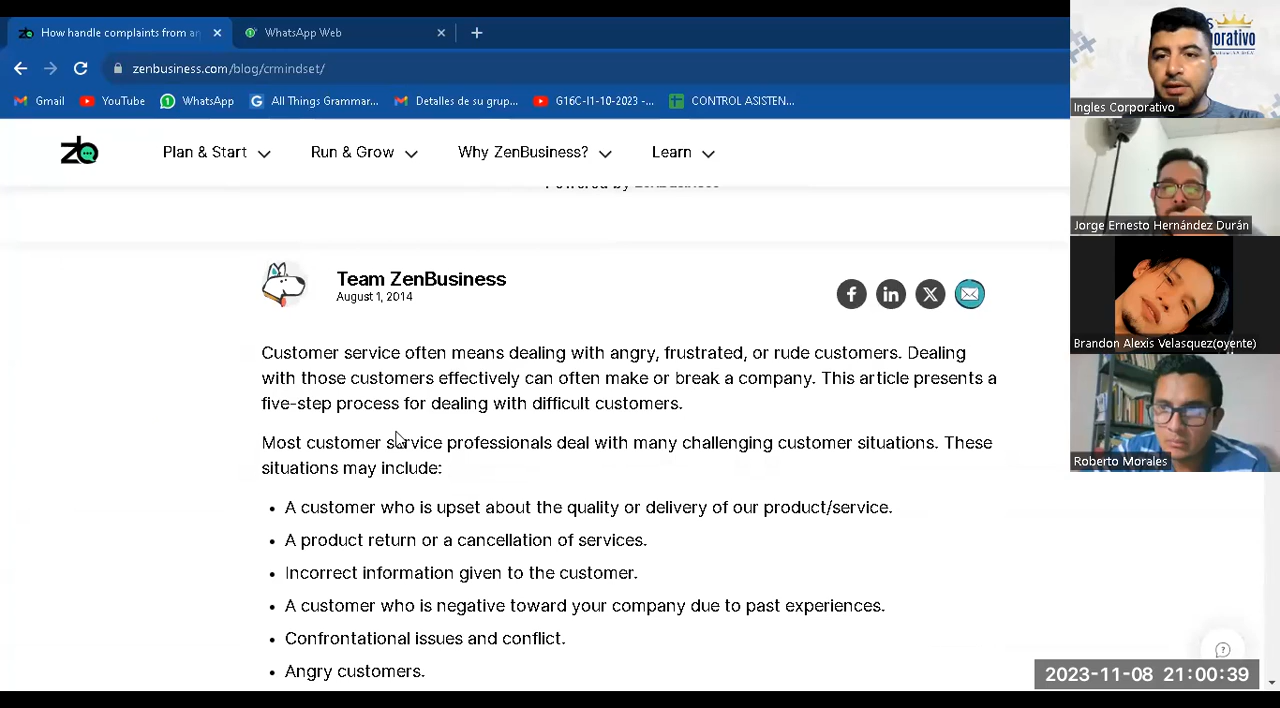 How handle complaints from an
WhatsApp Web
zenbusiness.com/blog/crmindset/
Gmail
YouTube
WhatsApp
All Things Grammar...
Detalles de su grup...
G16C-I1-10-2023 -...
CONTROL ASISTEN...
Plan & Start
Run & Grow
Why ZenBusiness?
Learn
Powered by ZenBusiness
Team ZenBusiness
August 1, 2014
Customer service often means dealing with angry, frustrated, or rude customers. Dealing
with those customers effectively can often make or break a company. This article presents a
five-step process for dealing with difficult customers.
Most customer service professionals deal with many challenging customer situations. These
situations may include:
• A customer who is upset about the quality or delivery of our product/service.
• A product return or a cancellation of services.
• Incorrect information given to the customer.
• A customer who is negative toward your company due to past experiences.
• Confrontational issues and conflict.
• Angry customers.
Ingles Corporativo
Jorge Ernesto Hernández Durán
Brandon Alexis Velasquez(oyente)
Roberto Morales
2023-11-08 21:00:39